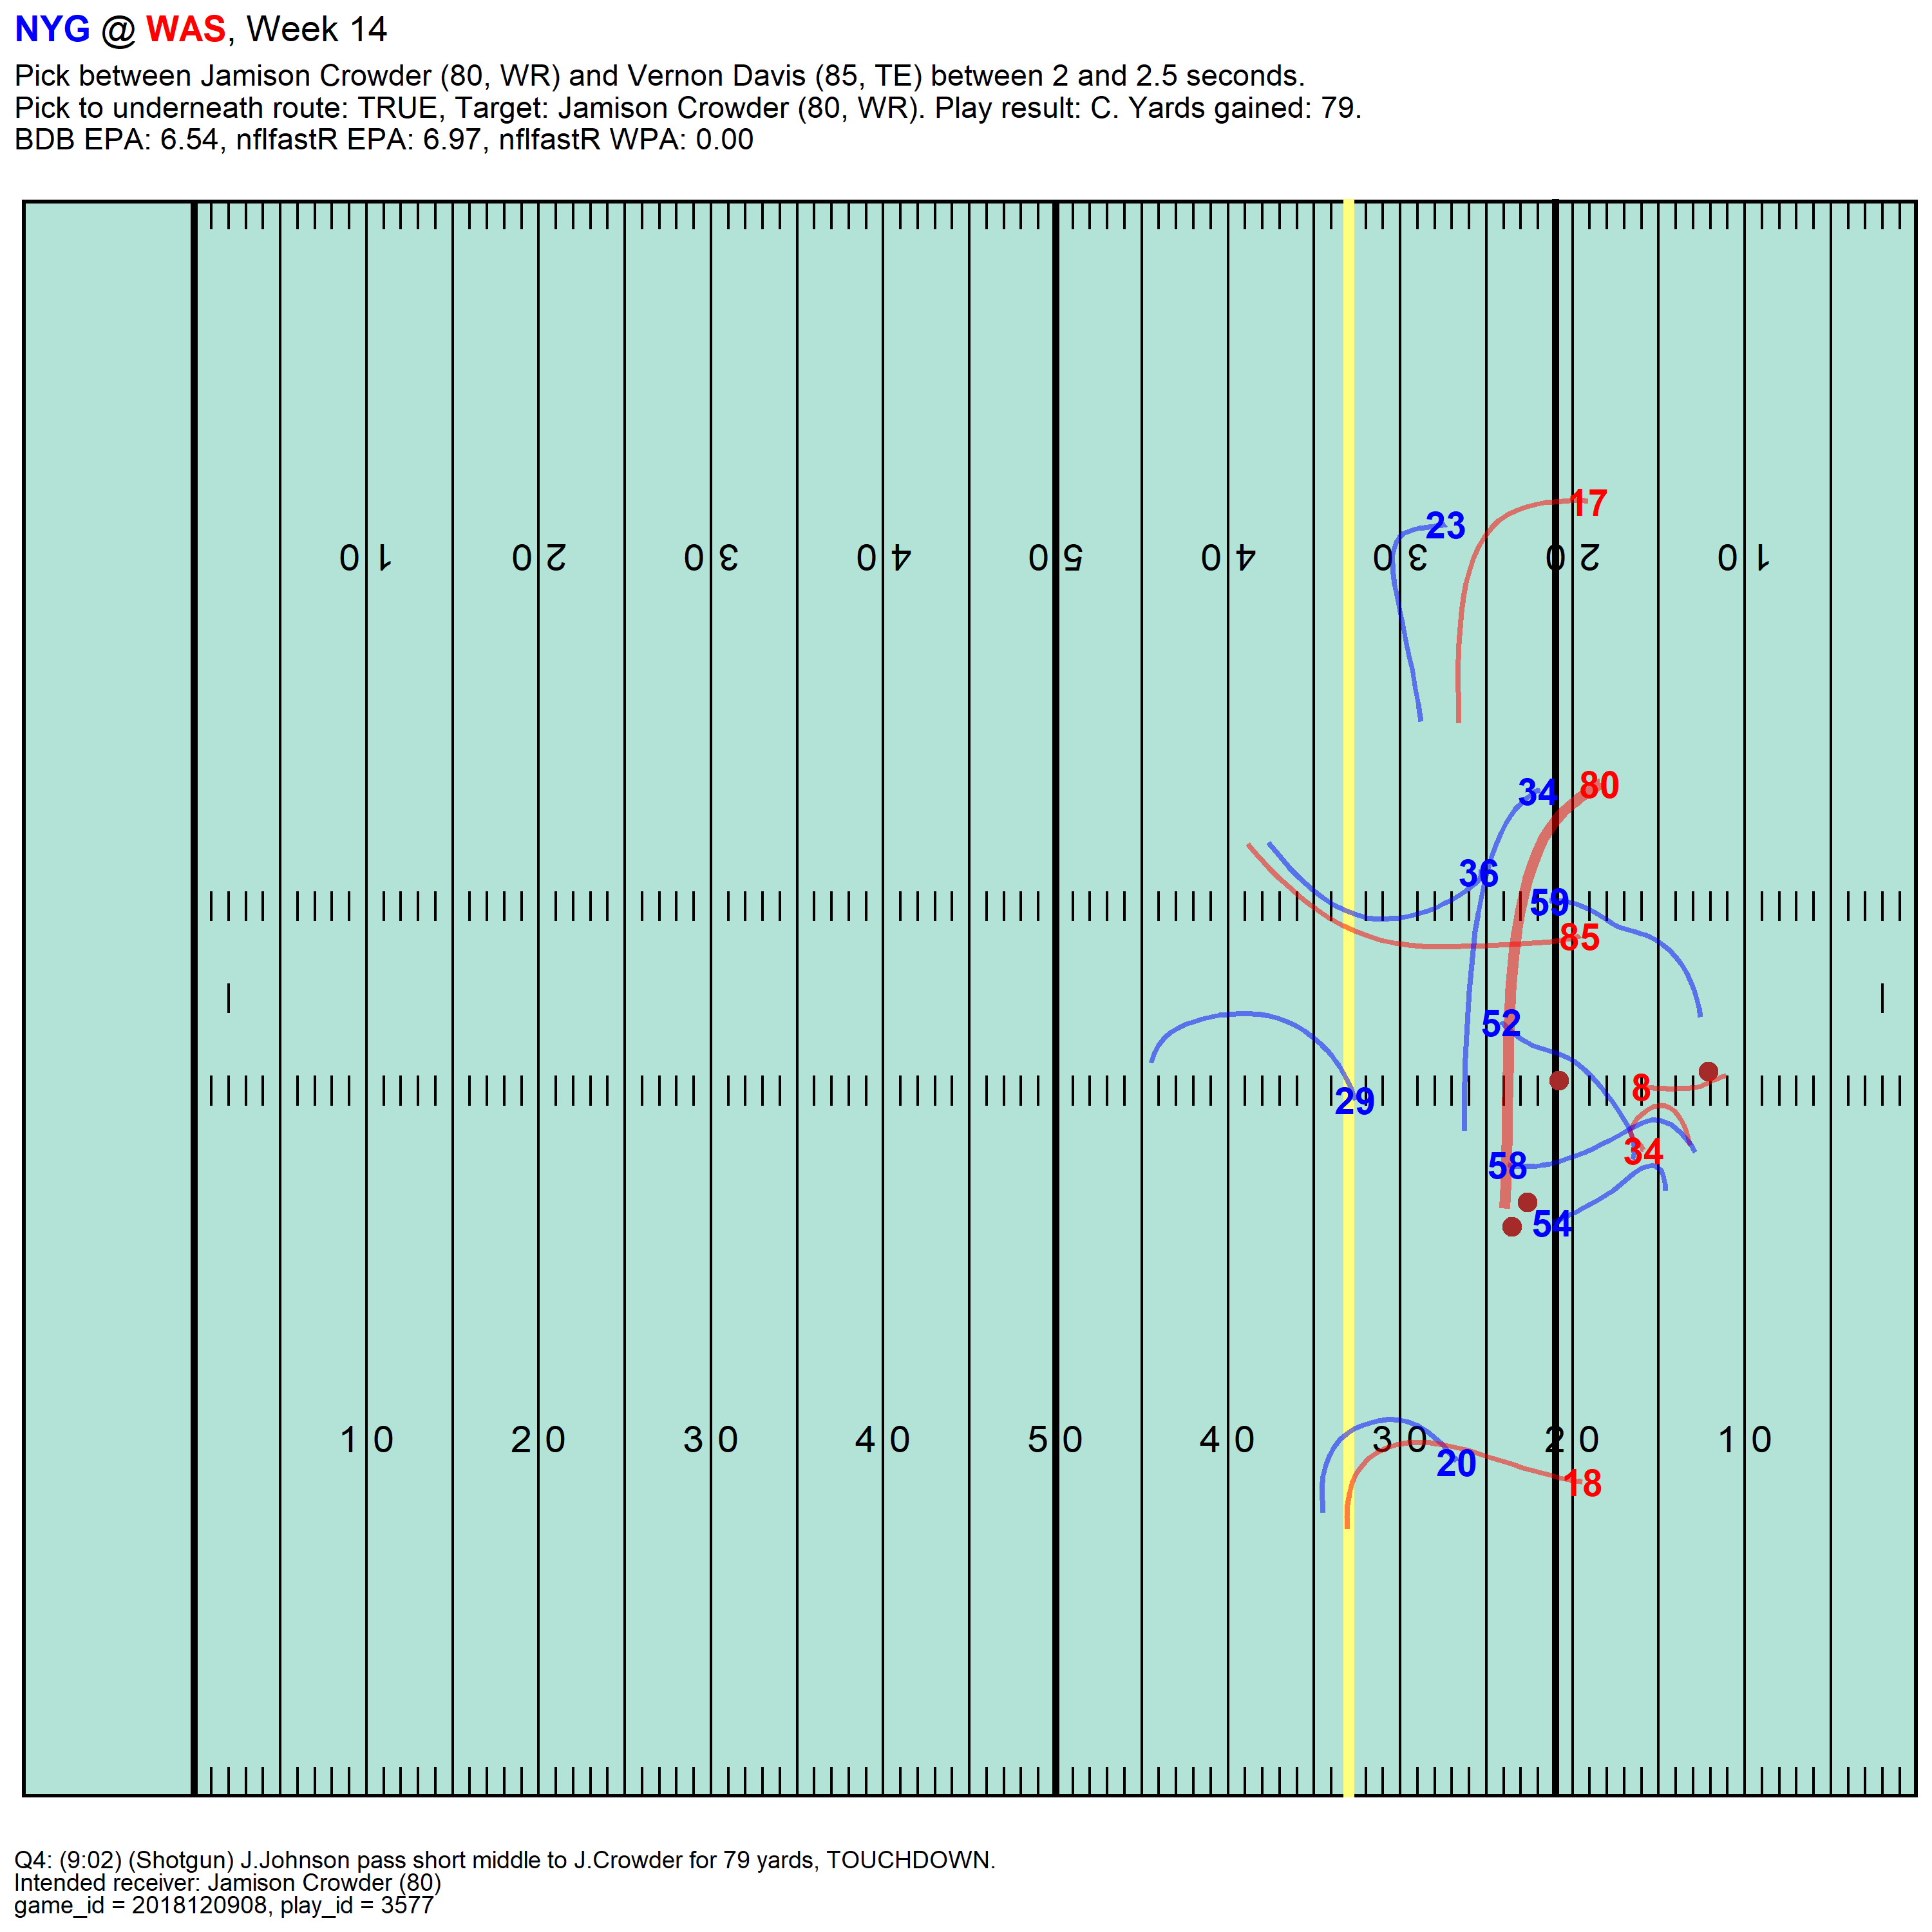 NYG @ WAS, Week 14
Pick between Jamison Crowder (80, WR) and Vernon Davis (85, TE) between 2 and 2.5 seconds.
Pick to underneath route: TRUE, Target: Jamison Crowder (80, WR). Play result: C. Yards gained: 79.
BDB EPA: 6.54, nflfastR EPA: 6.97, nflfastR WPA: 0.00
17
23
10 20 30 40 50 40 30 20 10
34 80
36
59
85
52
8
29
34
58
54
10 20 30 40 50 40 30 20 10
20
18
Q4: (9:02) (Shotgun) J.Johnson pass short middle to J.Crowder for 79 yards, TOUCHDOWN.
Intended receiver: Jamison Crowder (80)
game_id = 2018120908, play_id = 3577